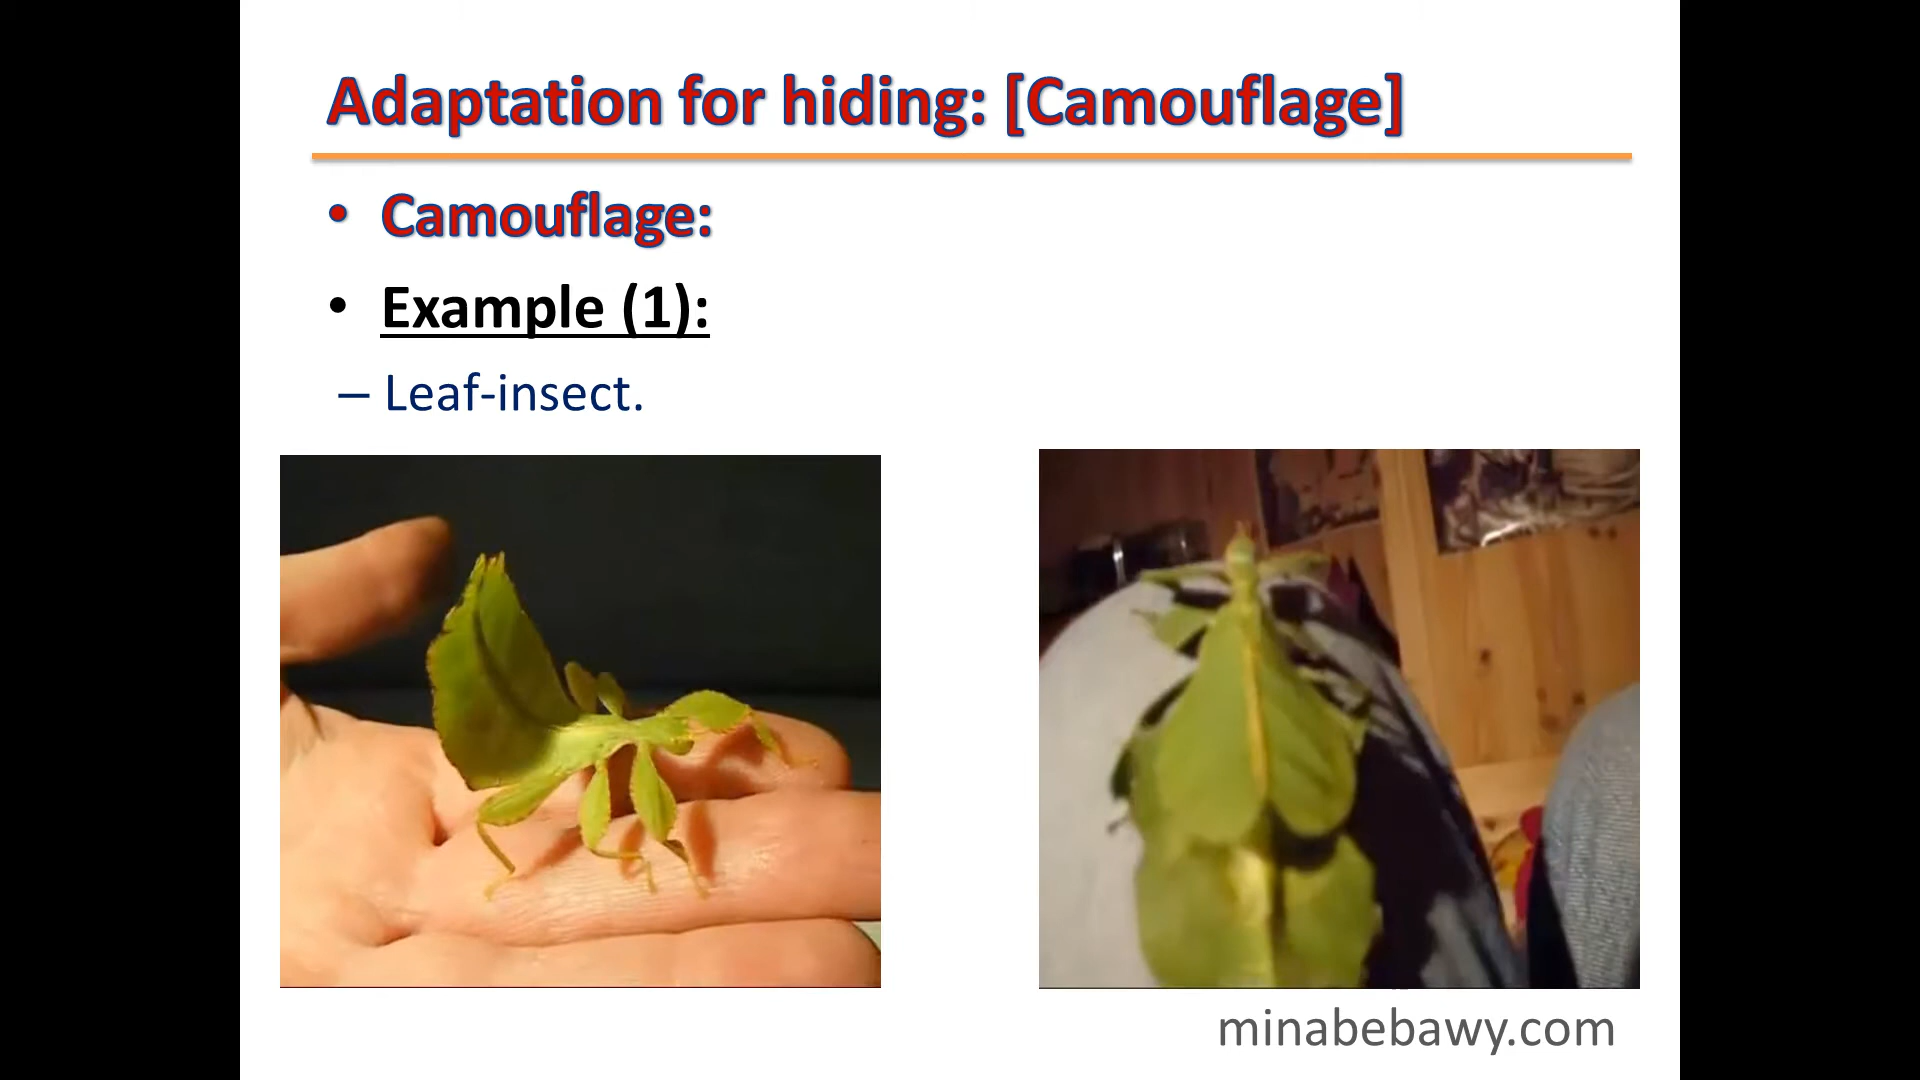 Adaptation for hiding: [Camouflage]
• Camouflage:
• Example (1):
– Leaf-insect.
minabebawy.com